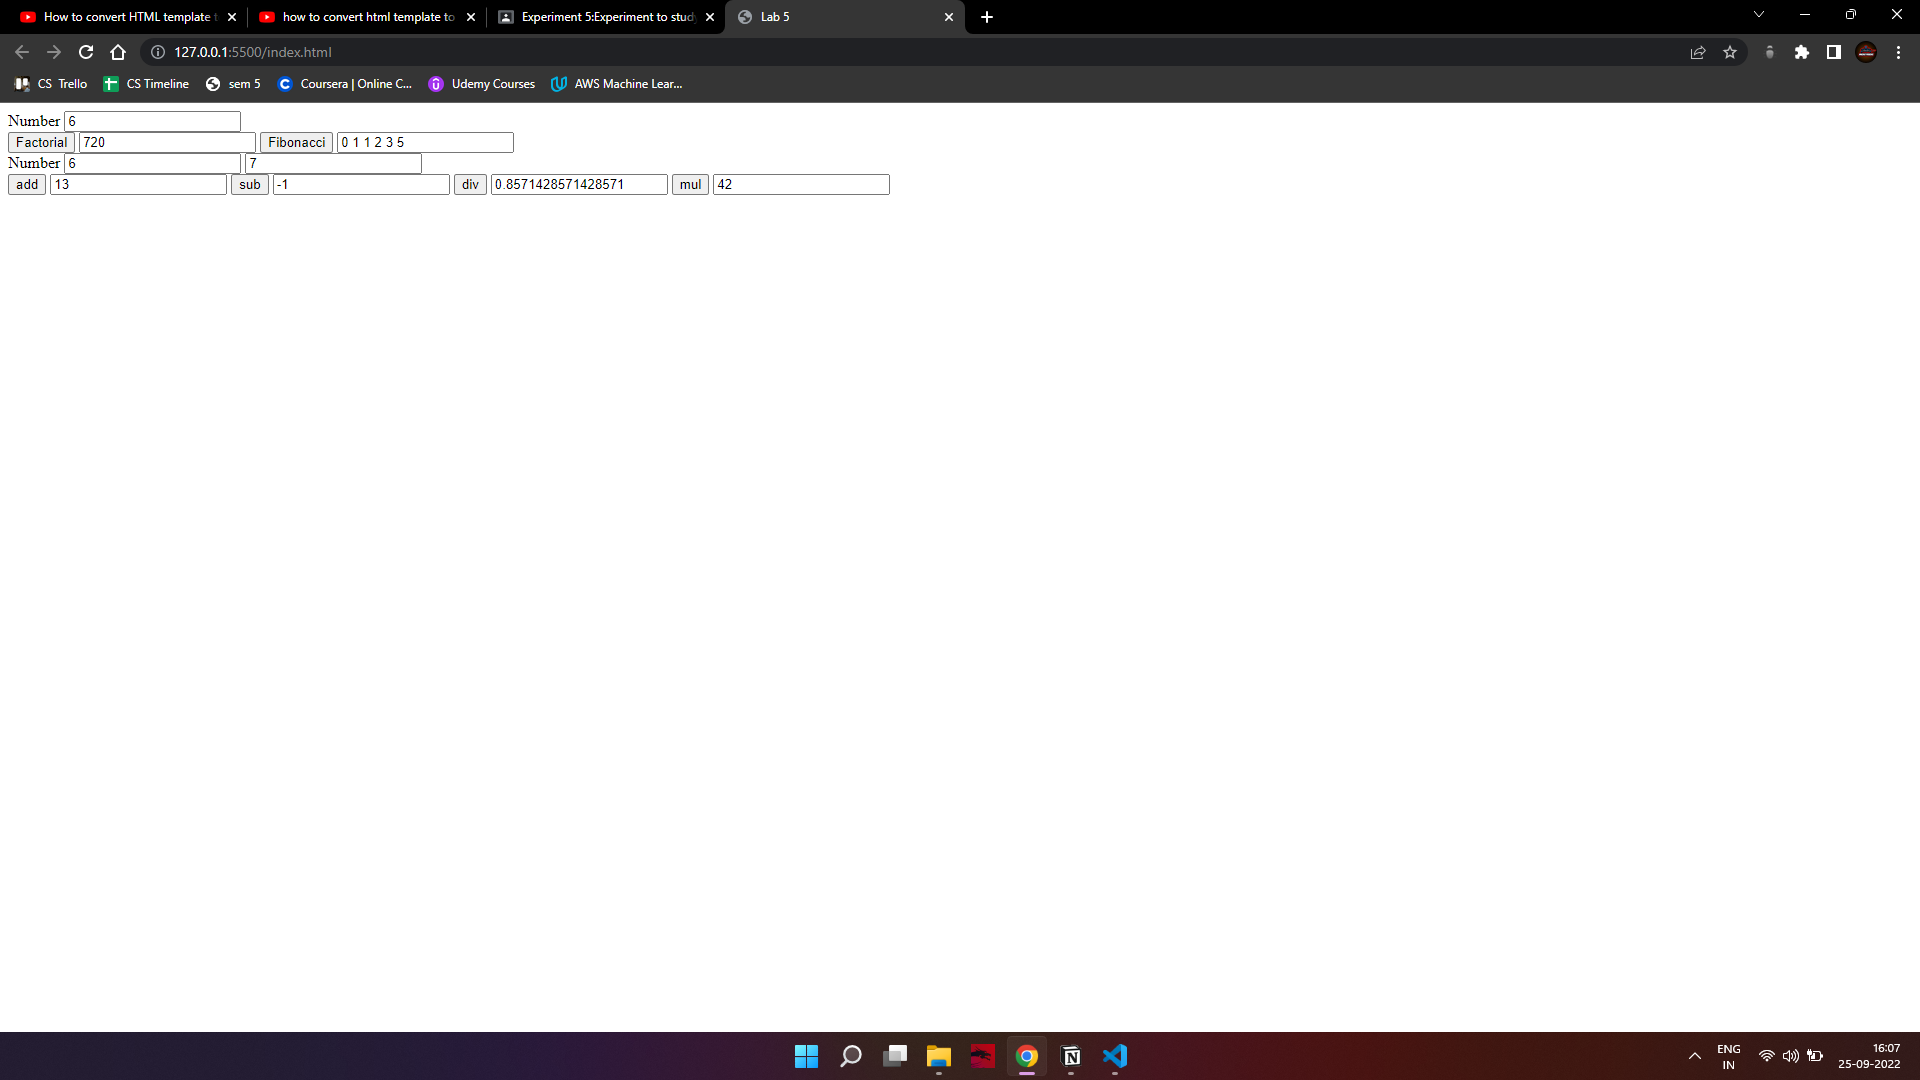 How to convert HTML template t
how to convert html template to
Experiment 5:Experiment to stud
Lab 5
127.0.0.1:5500/index.html
CS Trello
CS Timeline
sem 5
Coursera | Online C...
Udemy Courses
AWS Machine Lear...
Number 6
Factorial 720 Fibonacci 0 1 1 2 3 5
Number 6 7
add 13 sub -1 div 0.8571428571428571 mul 42
ENG
IN
16:07
25-09-2022